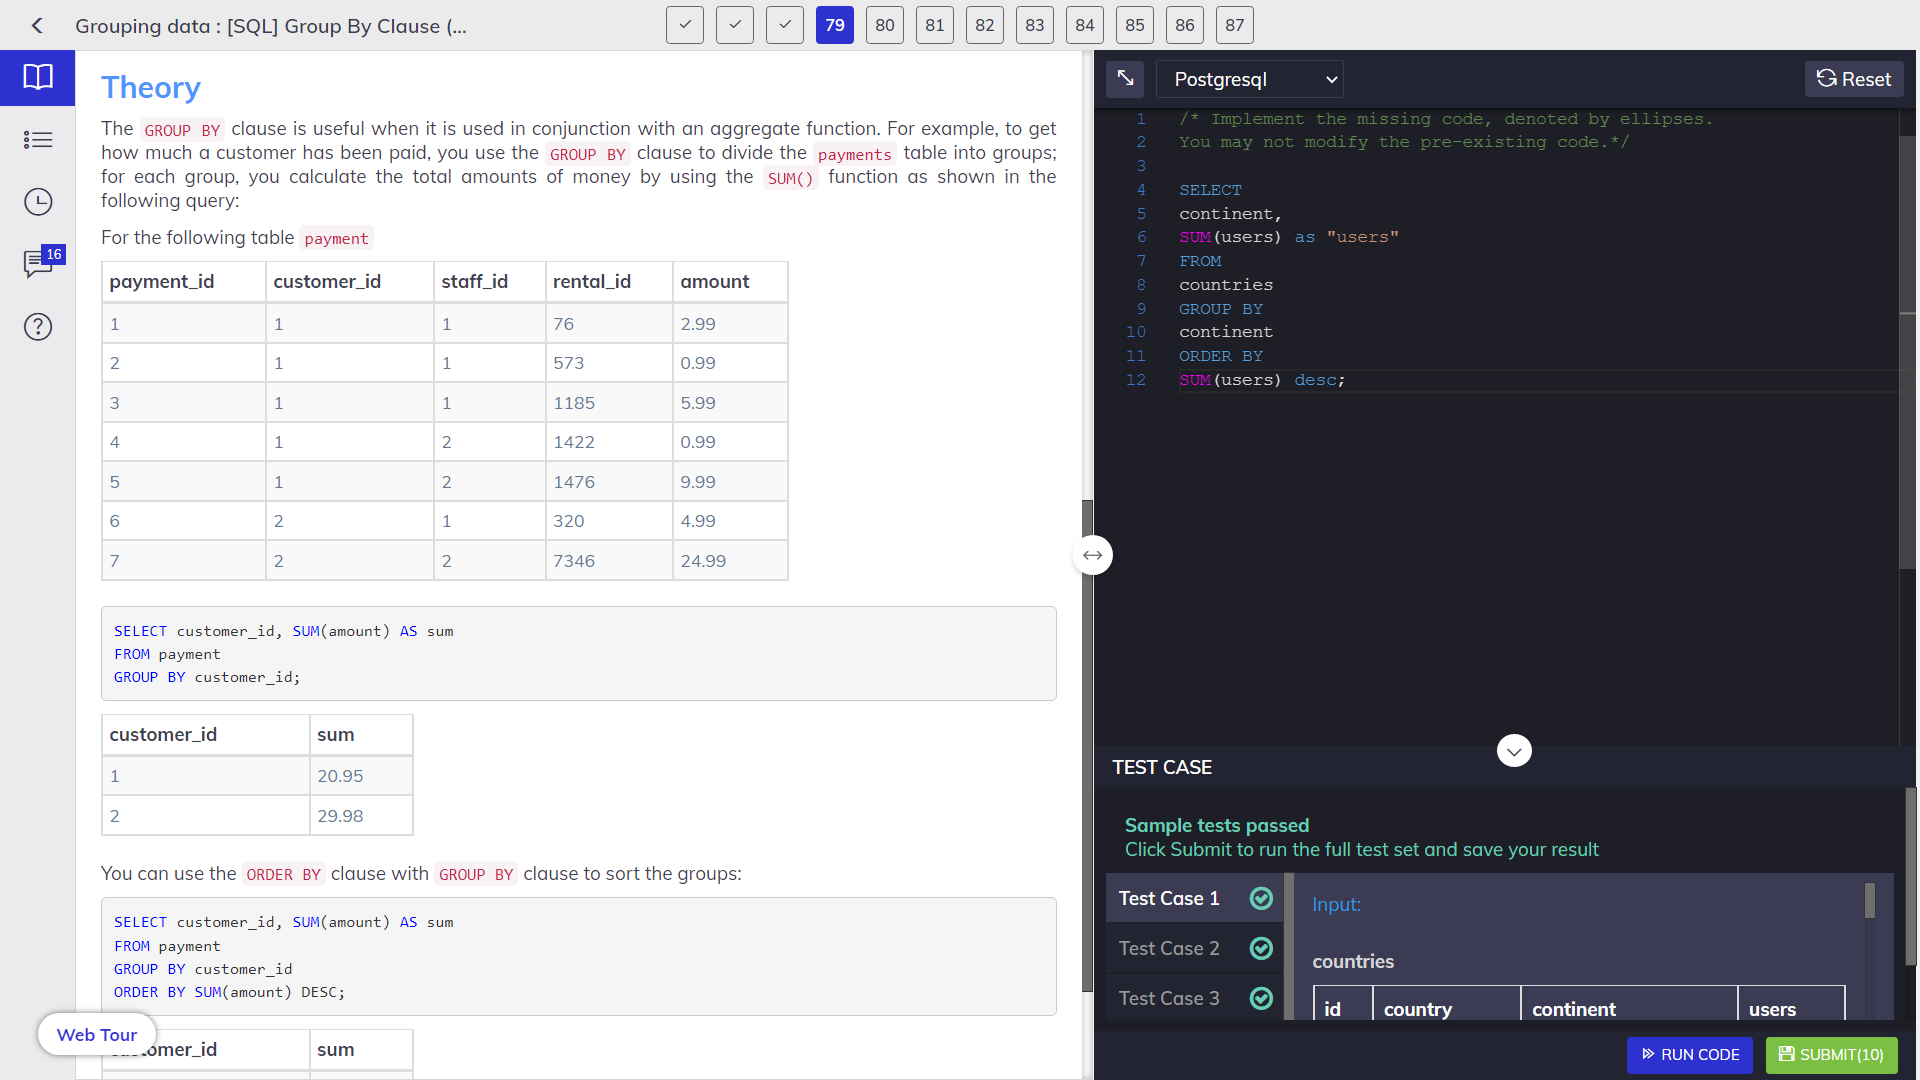 Grouping data : [SQL] Group By Clause (...
79 80 81 82 83 84 85 86 87
16
Theory
The GROUP BY clause is useful when it is used in conjunction with an aggregate function. For example, to get
how much a customer has been paid, you use the GROUP BY clause to divide the payments table into groups;
for each group, you calculate the total amounts of money by using the SUM() function as shown in the
following query:
For the following table payment
payment_id customer_id staff_id rental_id amount
1 1 1 76 2.99
2 1 1 573 0.99
3 1 1 1185 5.99
4 1 2 1422 0.99
5 1 2 1476 9.99
6 2 1 320 4.99
7 2 2 7346 24.99
SELECT customer_id, SUM(amount) AS sum
FROM payment
GROUP BY customer_id;
customer_id sum
1 20.95
2 29.98
You can use the ORDER BY clause with GROUP BY clause to sort the groups:
SELECT customer_id, SUM(amount) AS sum
FROM payment
GROUP BY customer_id
ORDER BY SUM(amount) DESC;
Web Tour
omer_id sum
Postgresql
Reset
1 /* Implement the missing code, denoted by ellipses.
2 You may not modify the pre-existing code.*/
3
4 SELECT
5 continent,
6 SUM(users) as "users"
7 FROM
8 countries
9 GROUP BY
10 continent
11 ORDER BY
12 SUM(users) desc;
TEST CASE
Sample tests passed
Click Submit to run the full test set and save your result
Test Case 1
Test Case 2
Test Case 3
Input:
countries
id country continent users
RUN CODE
SUBMIT(10)